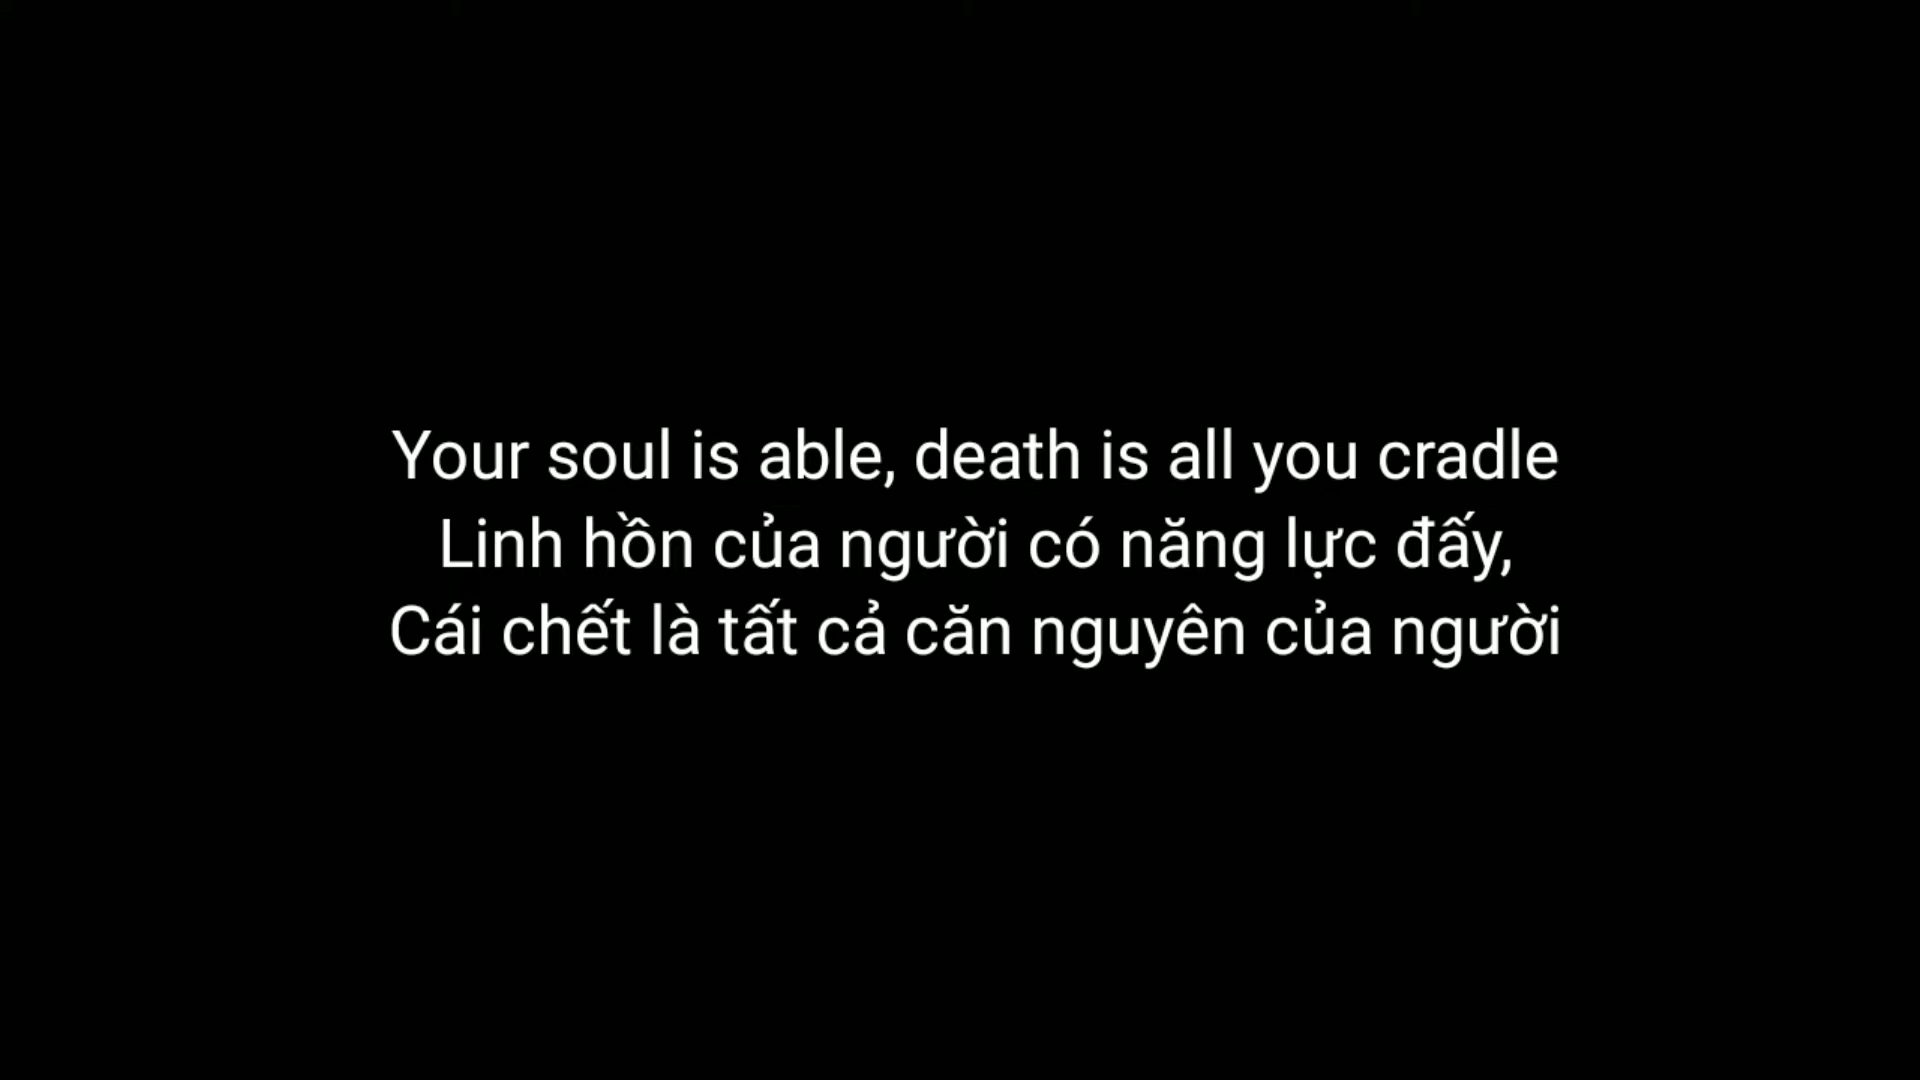 Your soul is able, death is all you cradle
Linh hồn của người có năng lực đấy,
Cái chết là tất cả căn nguyên của người